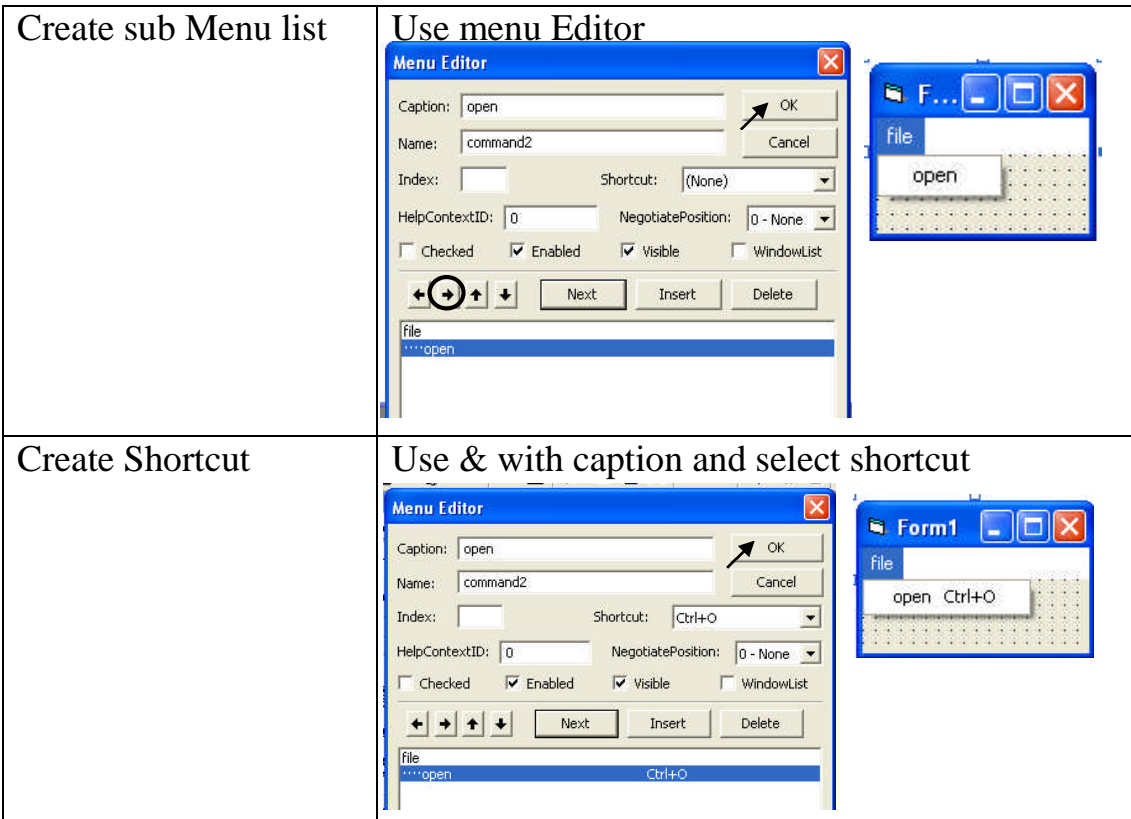 Create sub Menu list
Use menu Editor
Menu Editor
Caption: open
OK
Name: command2
Cancel
Index:
Shortcut: (None)
HelpContextID: 0
NegotiatePosition: 0 - None
Checked Enabled Visible WindowList
Next Insert Delete
file
····open
F...
file
open
Create Shortcut
Use & with caption and select shortcut
Menu Editor
Caption: open
OK
Name: command2
Cancel
Index:
Shortcut: Ctrl+O
HelpContextID: 0
NegotiatePosition: 0 - None
Checked Enabled Visible WindowList
Next Insert Delete
file
····open Ctrl+O
Form1
file
open Ctrl+O